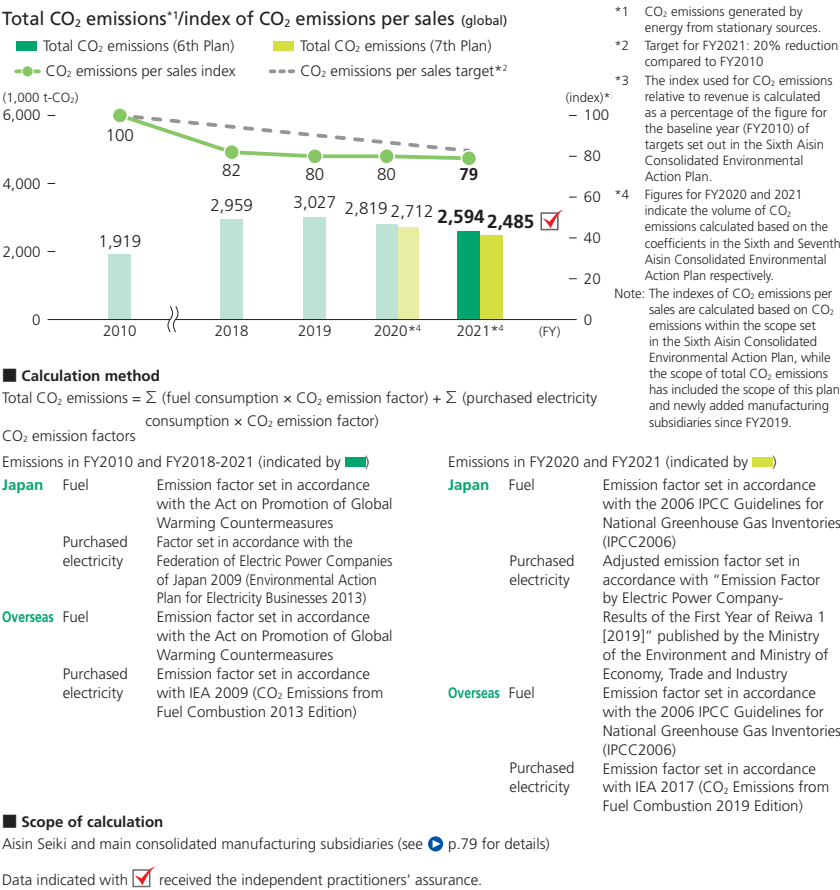 Total CO₂ emissions*1/index of CO₂ emissions per sales (global)
Total CO₂ emissions (6th Plan)
Total CO₂ emissions (7th Plan)
CO₂ emissions per sales index
CO₂ emissions per sales target*2
(1,000 t-CO₂)
(index)*
6,000
4,000
2,000
0
100
80
60
40
20
0
100
82
80
80
79
1,919
2,959
3,027
2,819
2,712
2,594
2,485
2010
2018
2019
2020*4
2021*4
(FY)
*1 CO₂ emissions generated by
energy from stationary sources.
*2 Target for FY2021: 20% reduction
compared to FY2010
*3 The index used for CO₂ emissions
relative to revenue is calculated
as a percentage of the figure for
the baseline year (FY2010) of
targets set out in the Sixth Aisin
Consolidated Environmental
Action Plan.
*4 Figures for FY2020 and 2021
indicate the volume of CO₂
emissions calculated based on the
coefficients in the Sixth and Seventh
Aisin Consolidated Environmental
Action Plan respectively.
Note: The indexes of CO₂ emissions per
sales are calculated based on CO₂
emissions within the scope set
in the Sixth Aisin Consolidated
Environmental Action Plan, while
the scope of total CO₂ emissions
has included the scope of this plan
and newly added manufacturing
subsidiaries since FY2019.
■ Calculation method
Total CO₂ emissions = Σ (fuel consumption × CO₂ emission factor) + Σ (purchased electricity
consumption × CO₂ emission factor)
CO₂ emission factors
Emissions in FY2010 and FY2018-2021 (indicated by )
Japan Fuel Emission factor set in accordance
with the Act on Promotion of Global
Warming Countermeasures
Purchased Factor set in accordance with the
electricity Federation of Electric Power Companies
of Japan 2009 (Environmental Action
Plan for Electricity Businesses 2013)
Overseas Fuel Emission factor set in accordance
with the Act on Promotion of Global
Warming Countermeasures
Purchased Emission factor set in accordance
electricity with IEA 2009 (CO₂ Emissions from
Fuel Combustion 2013 Edition)
Emissions in FY2020 and FY2021 (indicated by )
Japan Fuel Emission factor set in accordance
with the 2006 IPCC Guidelines for
National Greenhouse Gas Inventories
(IPCC2006)
Purchased Adjusted emission factor set in
electricity accordance with “Emission Factor
by Electric Power Company-
Results of the First Year of Reiwa 1
[2019]” published by the Ministry
of the Environment and Ministry of
Economy, Trade and Industry
Overseas Fuel Emission factor set in accordance
with the 2006 IPCC Guidelines for
National Greenhouse Gas Inventories
(IPCC2006)
Purchased Emission factor set in accordance
electricity with IEA 2017 (CO₂ Emissions from
Fuel Combustion 2019 Edition)
■ Scope of calculation
Aisin Seiki and main consolidated manufacturing subsidiaries (see p.79 for details)
Data indicated with received the independent practitioners’ assurance.